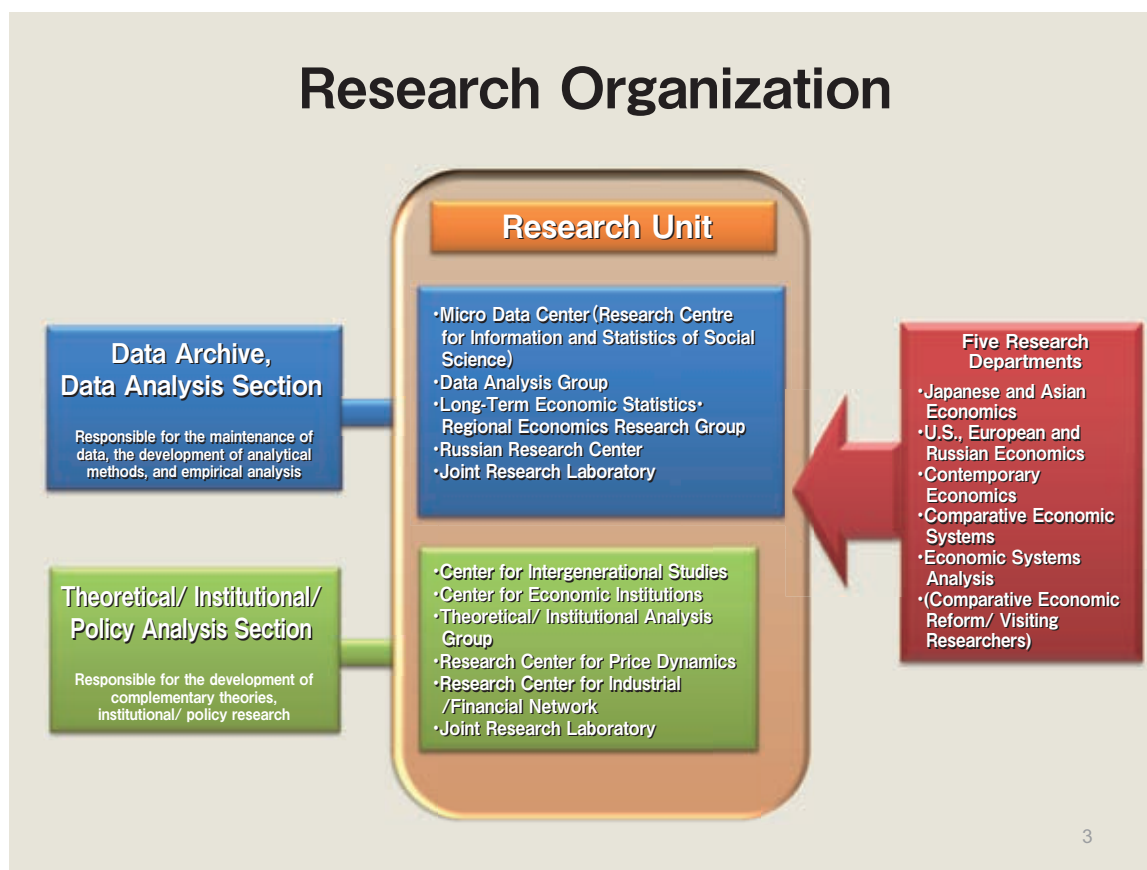 Research Organization
Research Unit
Data Archive,
Data Analysis Section
Responsible for the maintenance of
data, the development of analytical
methods, and empirical analysis
・Micro Data Center(Research Centre
for Information and Statistics of Social
Science)
・Data Analysis Group
・Long-Term Economic Statistics・
Regional Economics Research Group
・Russian Research Center
・Joint Research Laboratory
Theoretical/ Institutional/
Policy Analysis Section
Responsible for the development of
complementary theories,
institutional/ policy research
・Center for Intergenerational Studies
・Center for Economic Institutions
・Theoretical/ Institutional Analysis
Group
・Research Center for Price Dynamics
・Research Center for Industrial
/Financial Network
・Joint Research Laboratory
Five Research
Departments
・Japanese and Asian
Economics
・U.S., European and
Russian Economics
・Contemporary
Economics
・Comparative Economic
Systems
・Economic Systems
Analysis
・(Comparative Economic
Reform/ Visiting
Researchers)
3